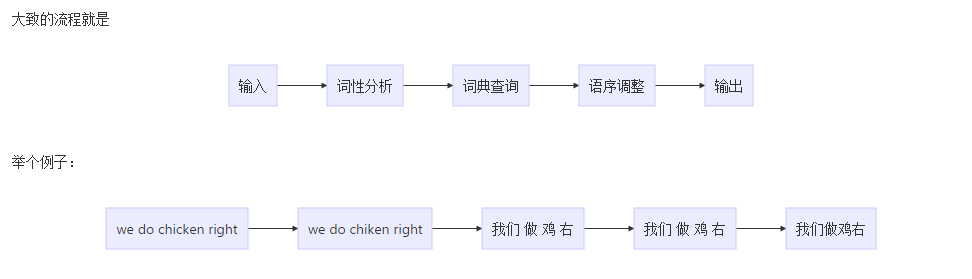 大致的流程就是
输入 词性分析 词典查询 语序调整 输出
举个例子：
we do chicken right we do chiken right 我们 做 鸡 右 我们 做 鸡 右 我们做鸡右